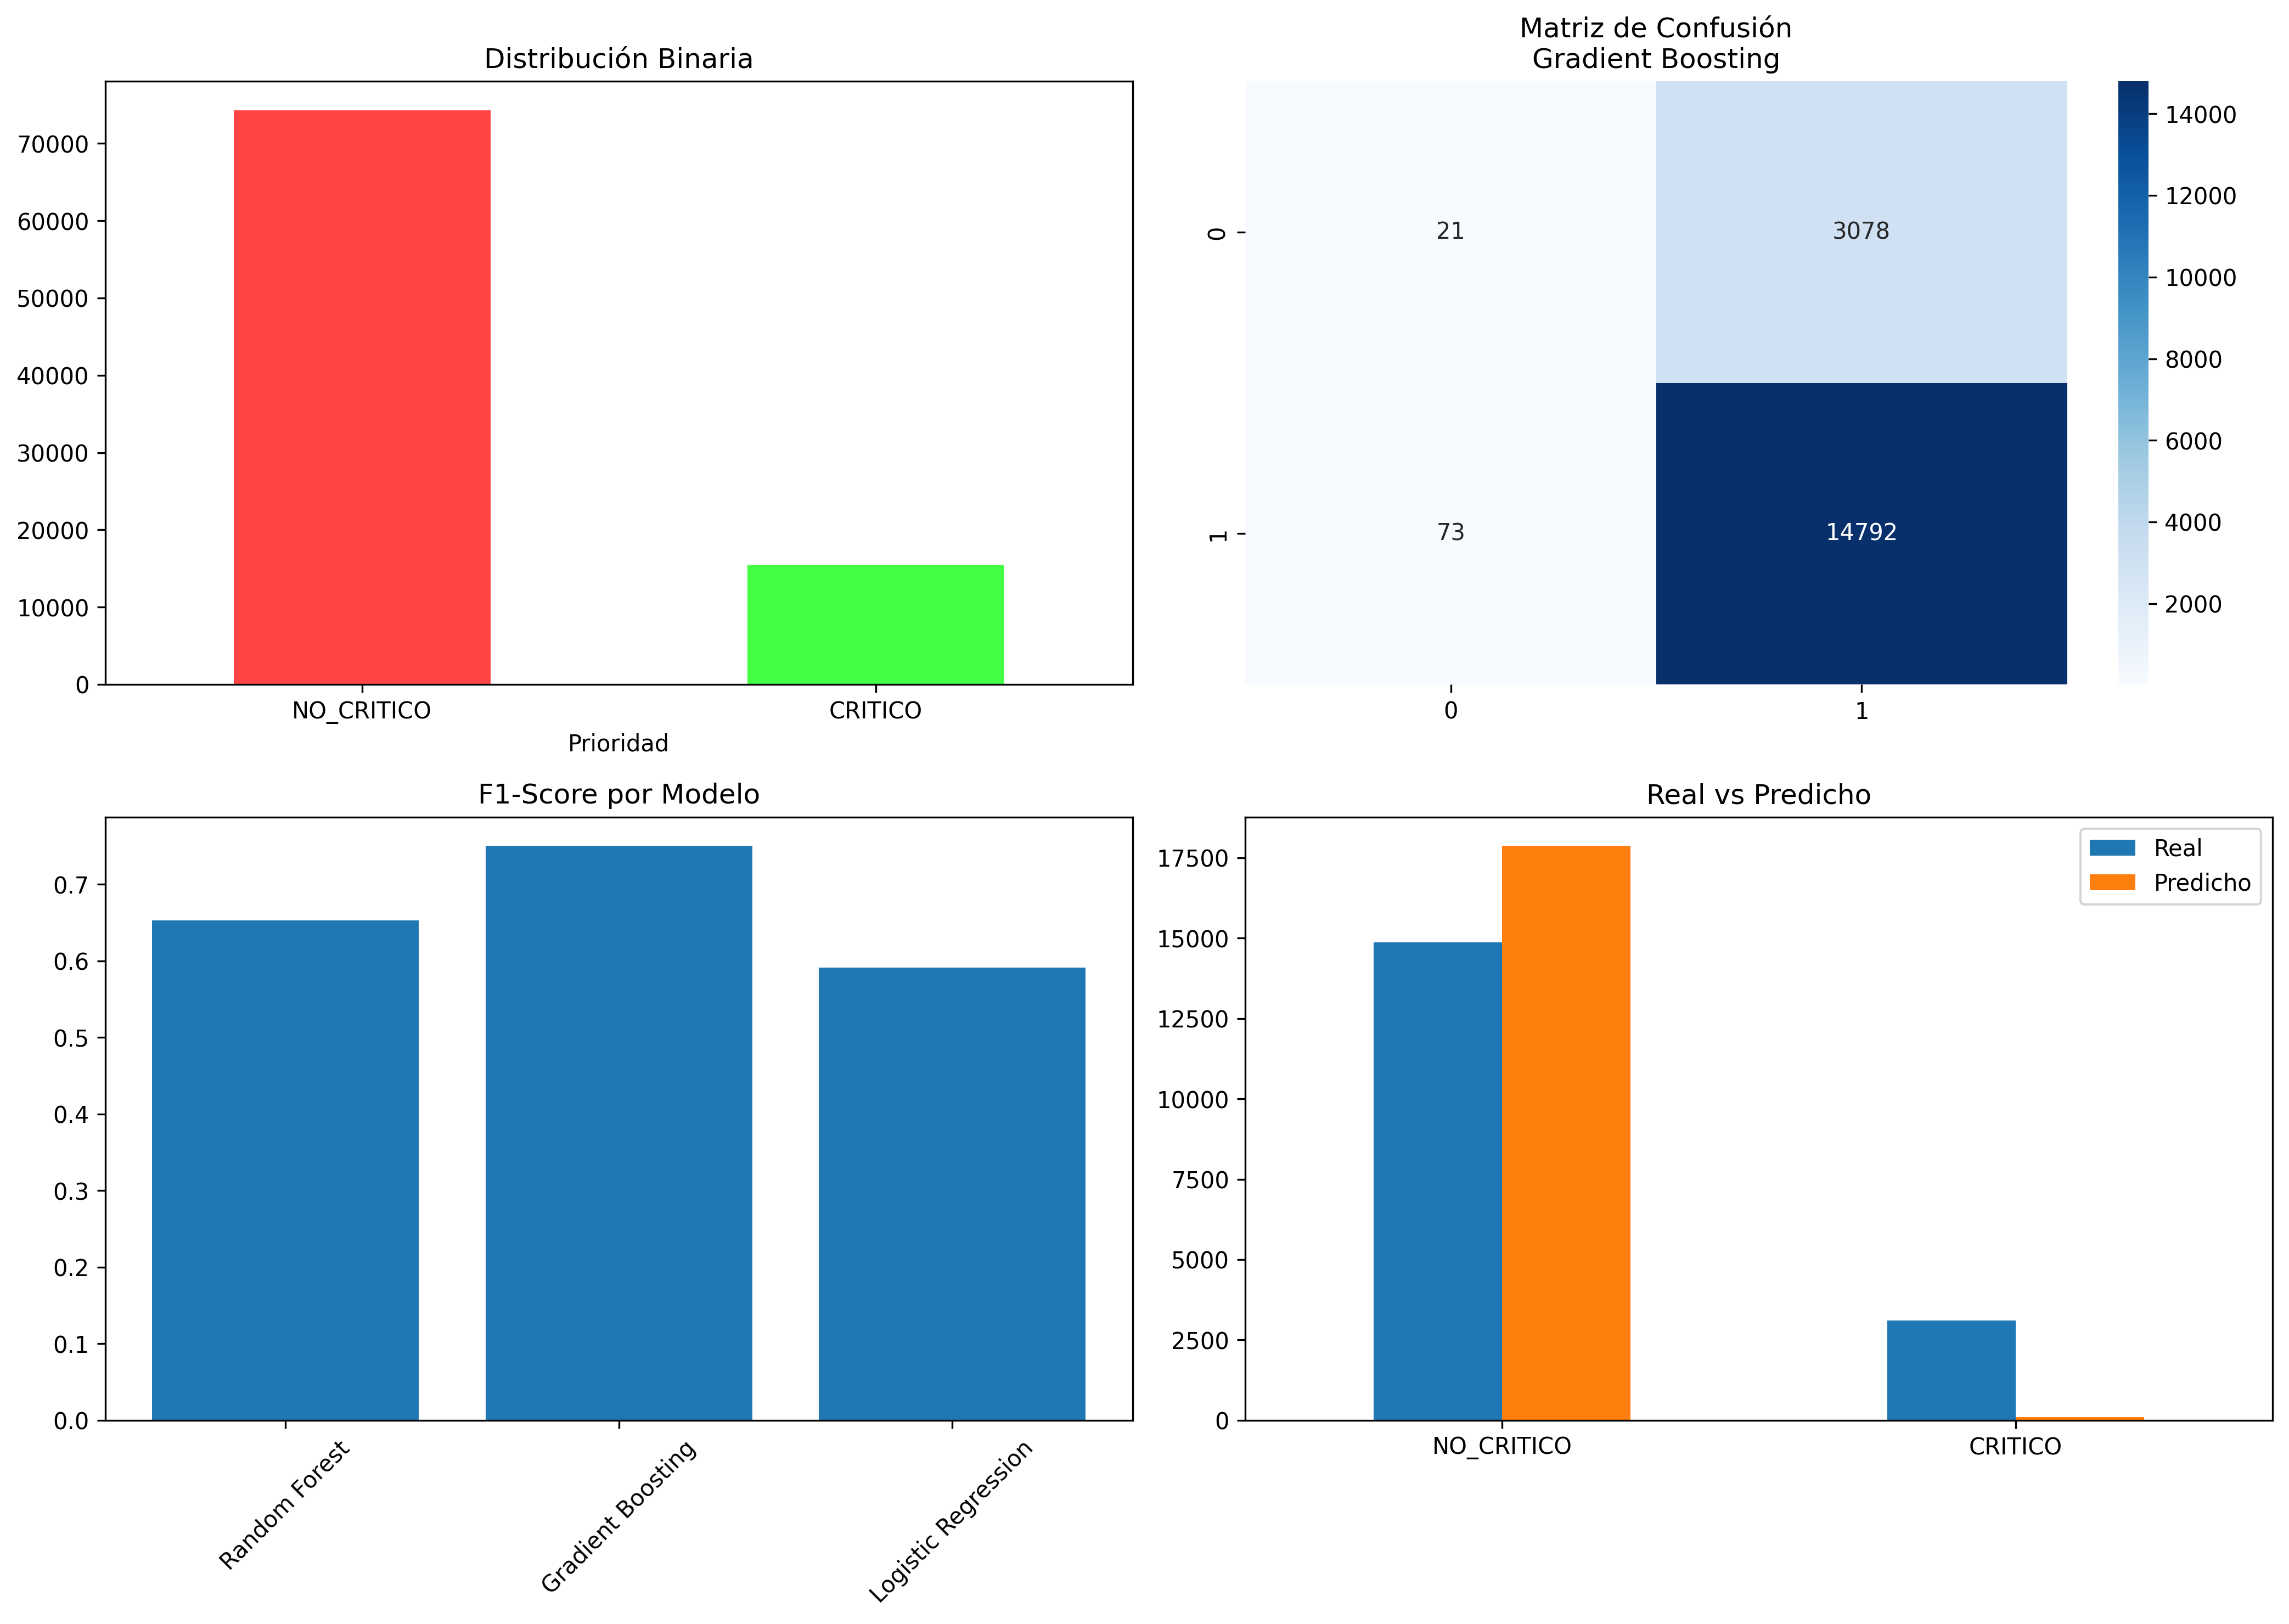 Distribución Binaria
70000
60000
50000
40000
30000
20000
10000
0
NO_CRITICO
CRITICO
Prioridad
Matriz de Confusión
Gradient Boosting
0
1
21
3078
73
14792
0
1
14000
12000
10000
8000
6000
4000
2000
F1-Score por Modelo
0.7
0.6
0.5
0.4
0.3
0.2
0.1
0.0
Random Forest
Gradient Boosting
Logistic Regression
Real vs Predicho
17500
15000
12500
10000
7500
5000
2500
0
Real
Predicho
NO_CRITICO
CRITICO